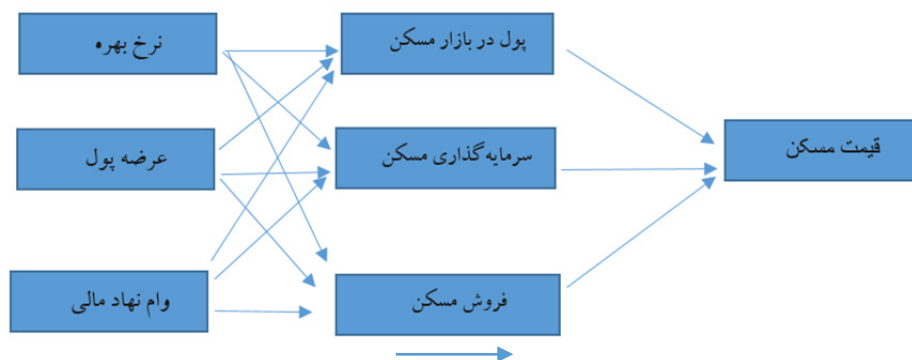 نرخ بهره
پول در بازار مسکن
عرضه پول
سرمایه‌گذاری مسکن
قیمت مسکن
وام نهاد مالی
فروش مسکن